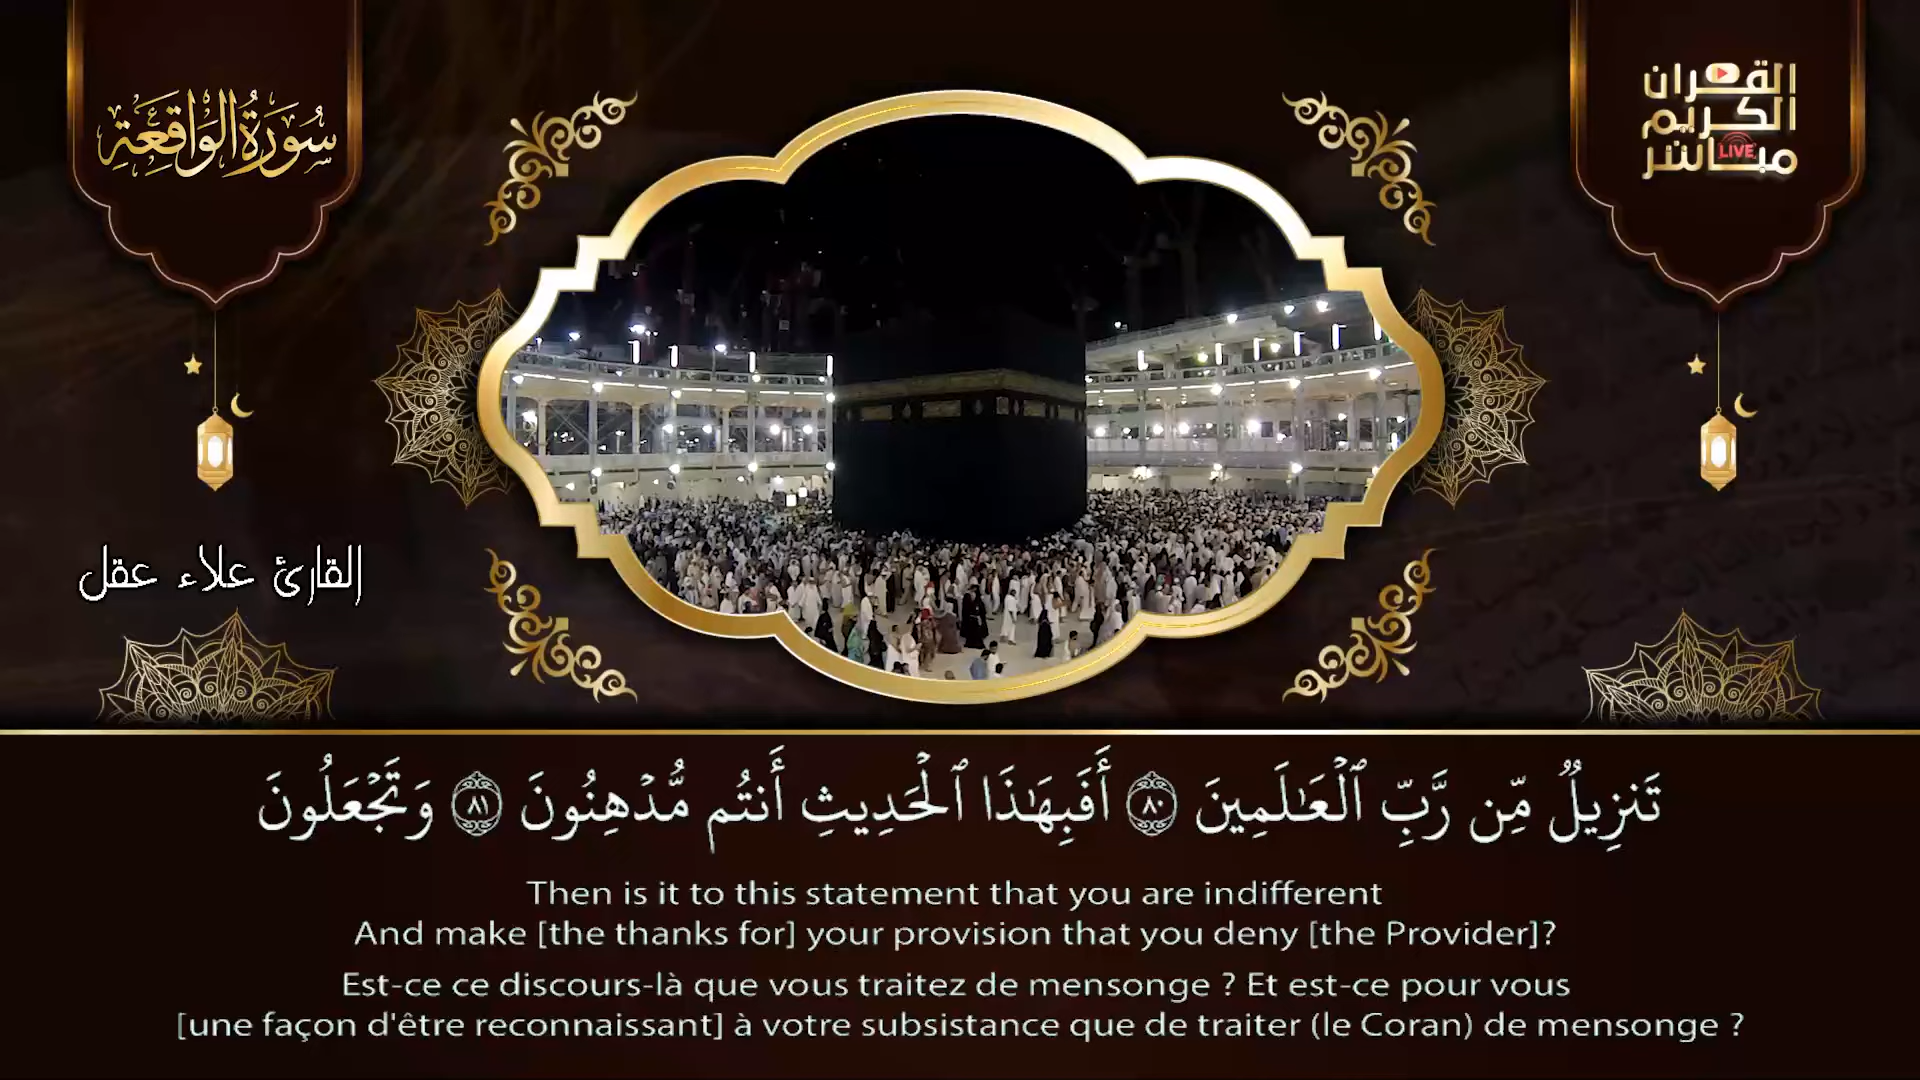 سُورَةُ الوَاقِعَةِ
القرآن
الكريم
مباشر
LIVE
القارئ علاء عقل
تَنزِيلٌ مِّن رَّبِّ ٱلْعَـٰلَمِينَ ٨٠ أَفَبِهَـٰذَا ٱلْحَدِيثِ أَنتُم مُّدْهِنُونَ ٨١ وَتَجْعَلُونَ
Then is it to this statement that you are indifferent
And make [the thanks for] your provision that you deny [the Provider]?
Est-ce ce discours-là que vous traitez de mensonge ? Et est-ce pour vous
[une façon d'être reconnaissant] à votre subsistance que de traiter (le Coran) de mensonge ?